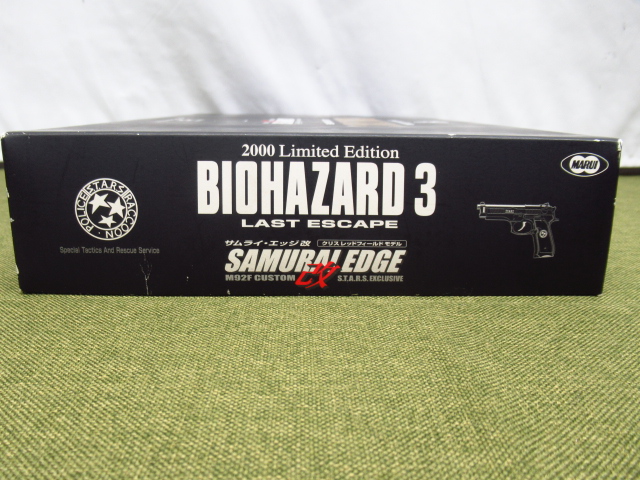 2000 Limited Edition
BIOHAZARD 3
LAST ESCAPE
サムライ・エッジ改 クリス レッドフィールド モデル
SAMURAI EDGE
M92F CUSTOM 改 S.T.A.R.S. EXCLUSIVE
STARS RACCOON POLICE
Special Tactics And Rescue Service
MARUI